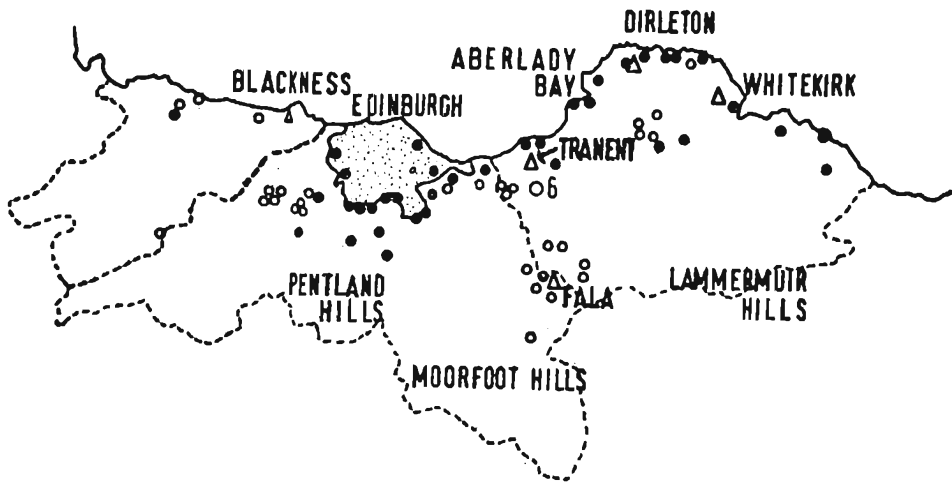 DIRLETON
ABERLADY
BAY
BLACKNESS
EDINBURGH
WHITEKIRK
TRANENT
6
PENTLAND
HILLS
FALA
LAMMERMUIR
HILLS
MOORFOOT HILLS